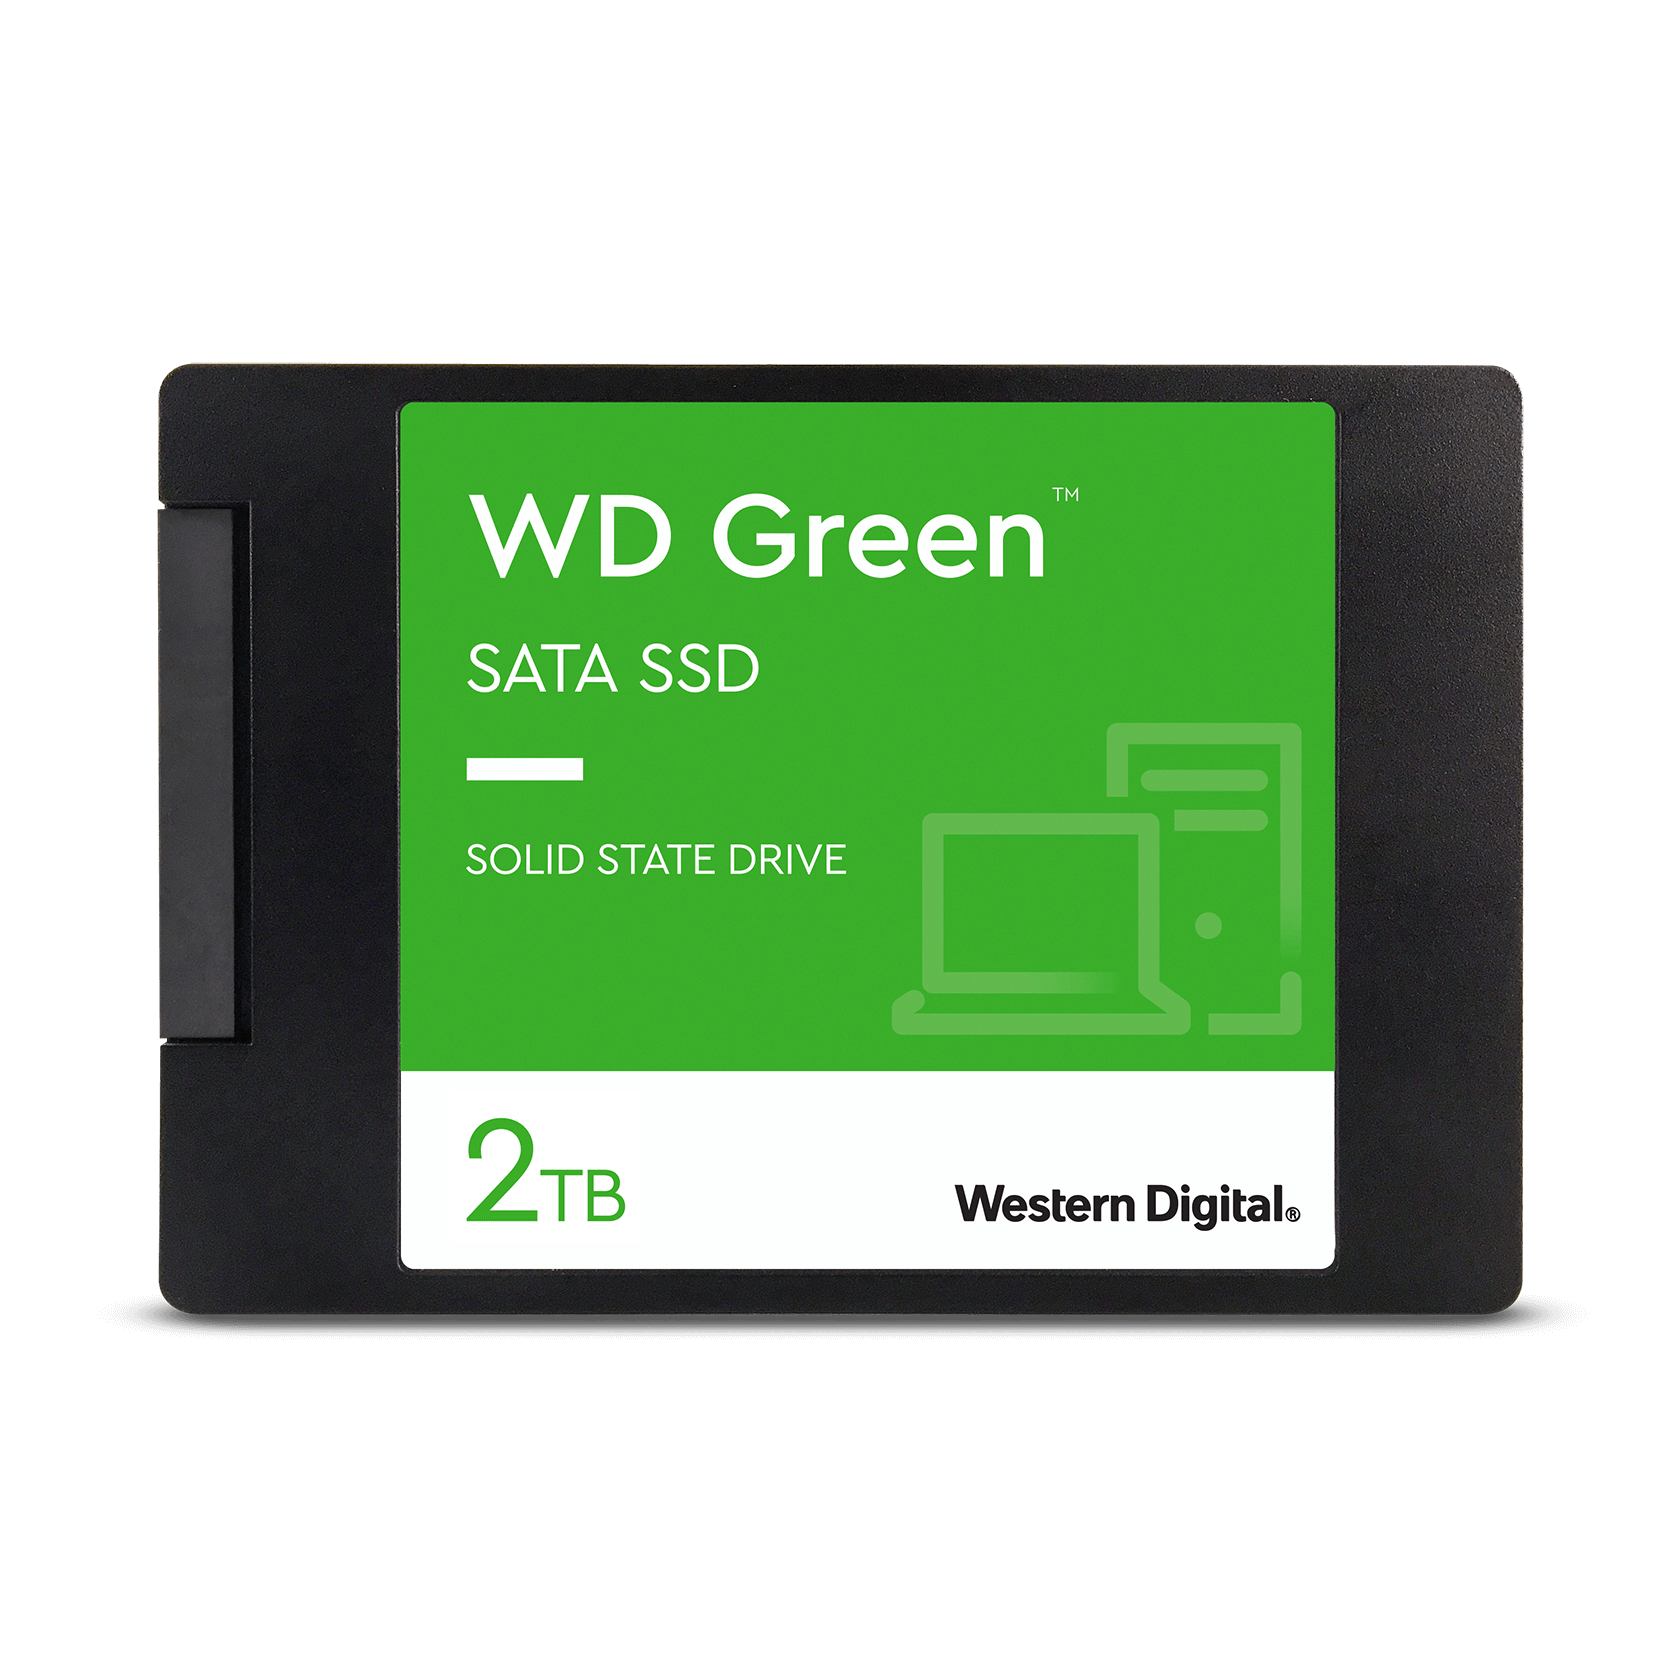 WD Green™
SATA SSD
SOLID STATE DRIVE
2TB
Western Digital®